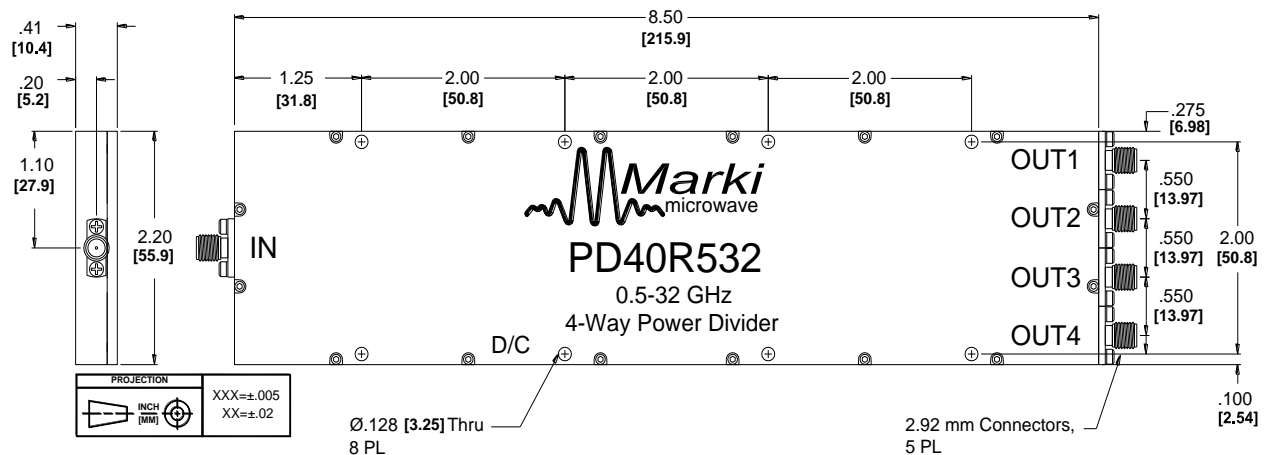 .41
[10.4]
.20
[5.2]
1.10
[27.9]
2.20
[55.9]
8.50
[215.9]
1.25
[31.8]
2.00
[50.8]
2.00
[50.8]
2.00
[50.8]
.275
[6.98]
IN
Marki
microwave
PD40R532
0.5-32 GHz
4-Way Power Divider
D/C
OUT1
OUT2
OUT3
OUT4
.550
[13.97]
.550
[13.97]
.550
[13.97]
2.00
[50.8]
.100
[2.54]
PROJECTION
INCH
[MM]
XXX=±.005
XX=±.02
Ø.128 [3.25] Thru
8 PL
2.92 mm Connectors,
5 PL